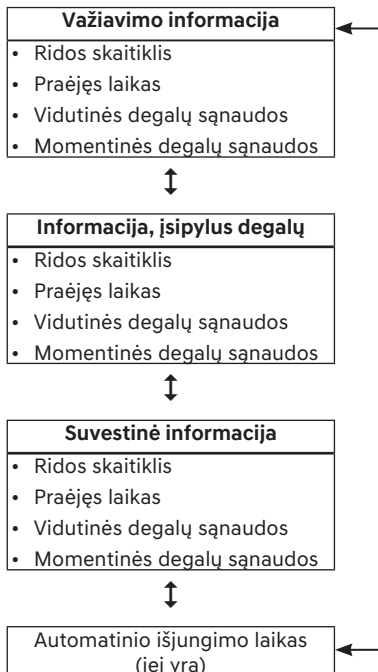 Važiavimo informacija
• Ridos skaitiklis
• Praėjęs laikas
• Vidutinės degalų sąnaudos
• Momentinės degalų sąnaudos
Informacija, įsipylus degalų
• Ridos skaitiklis
• Praėjęs laikas
• Vidutinės degalų sąnaudos
• Momentinės degalų sąnaudos
Suvestinė informacija
• Ridos skaitiklis
• Praėjęs laikas
• Vidutinės degalų sąnaudos
• Momentinės degalų sąnaudos
Automatinio išjungimo laikas
(jei yra)